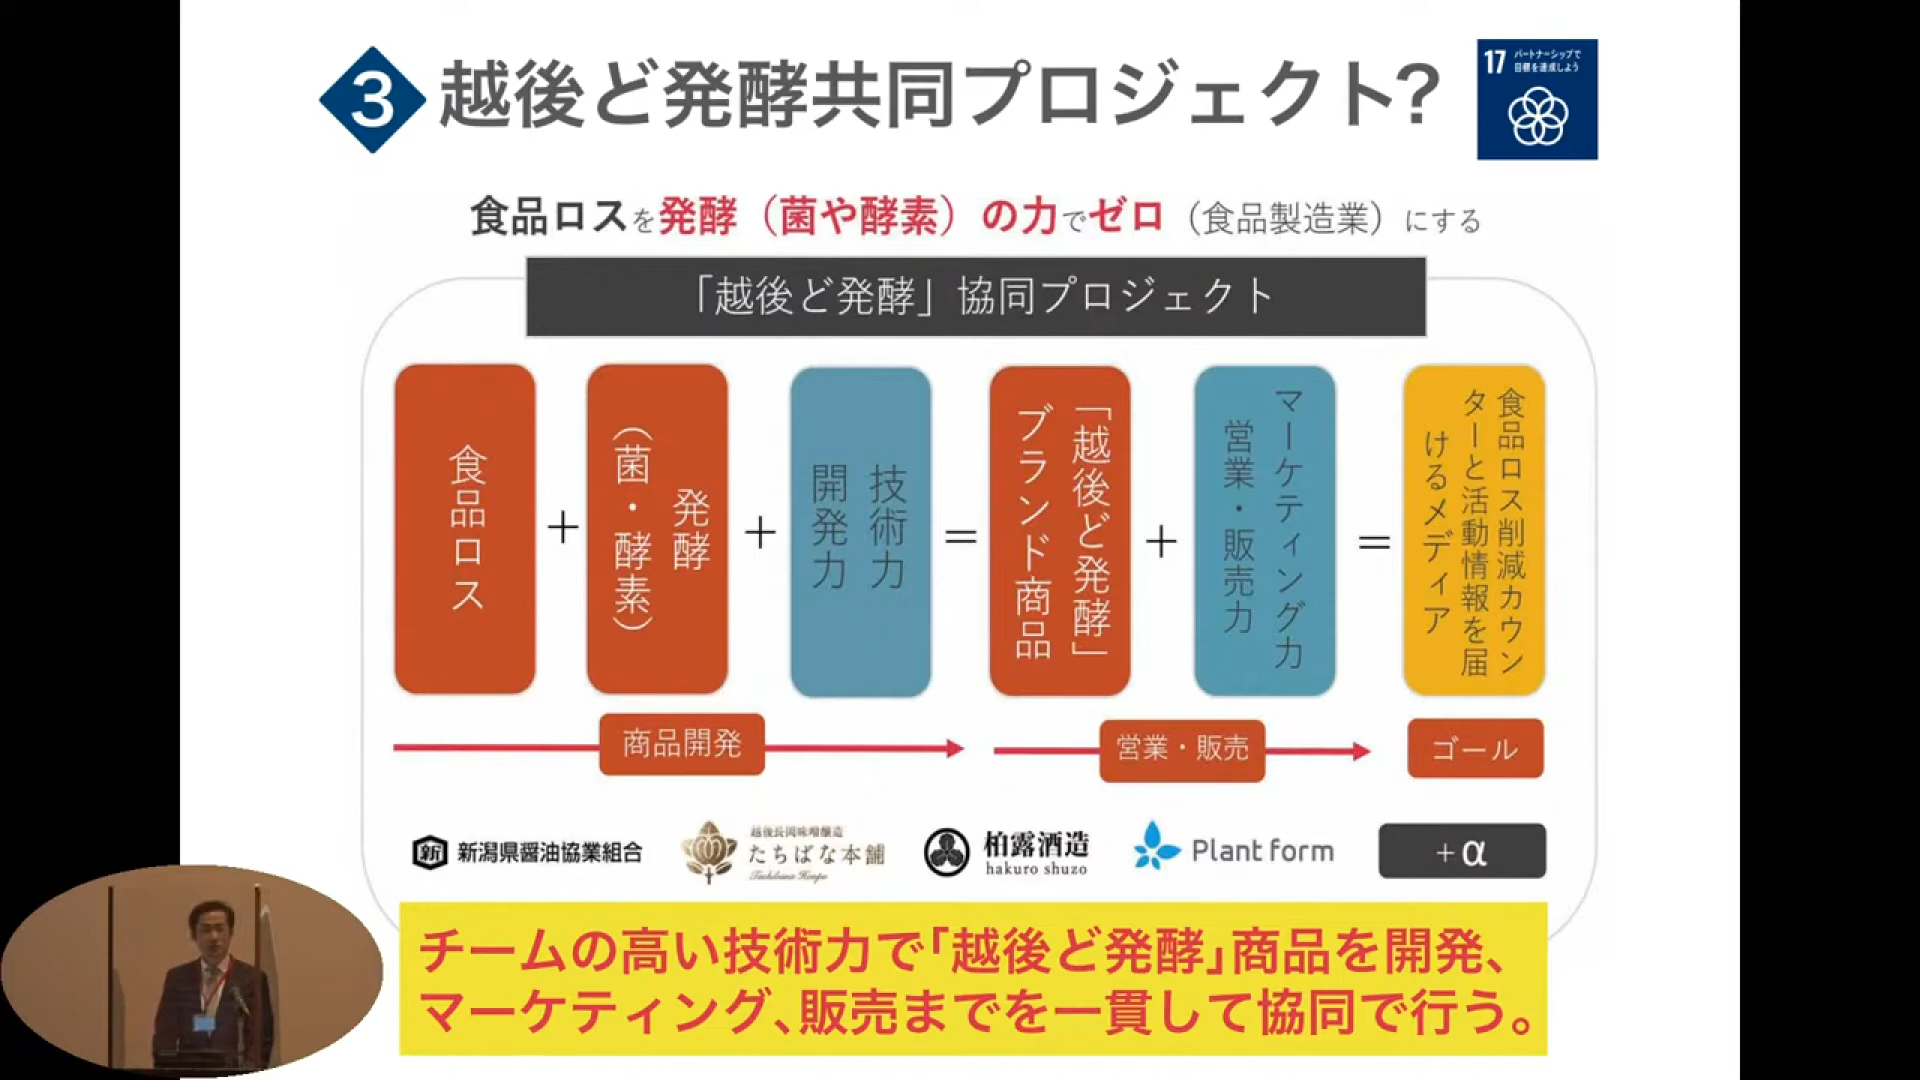 3 越後ど発酵共同プロジェクト?
17 パートナーシップで
目標を達成しよう
食品ロスを発酵（菌や酵素）の力でゼロ（食品製造業）にする
「越後ど発酵」協同プロジェクト
食品ロス
+
発酵
（菌・酵素）
+
技術力
開発力
=
「越後ど発酵」
ブランド商品
+
マーケティング力
営業・販売力
=
食品ロス削減カウン
ターと活動情報を届
けるメディア
商品開発
営業・販売
ゴール
新 新潟県醤油協業組合
越後長岡味噌醸造
たちばな本舗
Tachibana Honpo
柏露酒造
hakuro shuzo
Plant form
+α
チームの高い技術力で「越後ど発酵」商品を開発、
マーケティング、販売までを一貫して協同で行う。